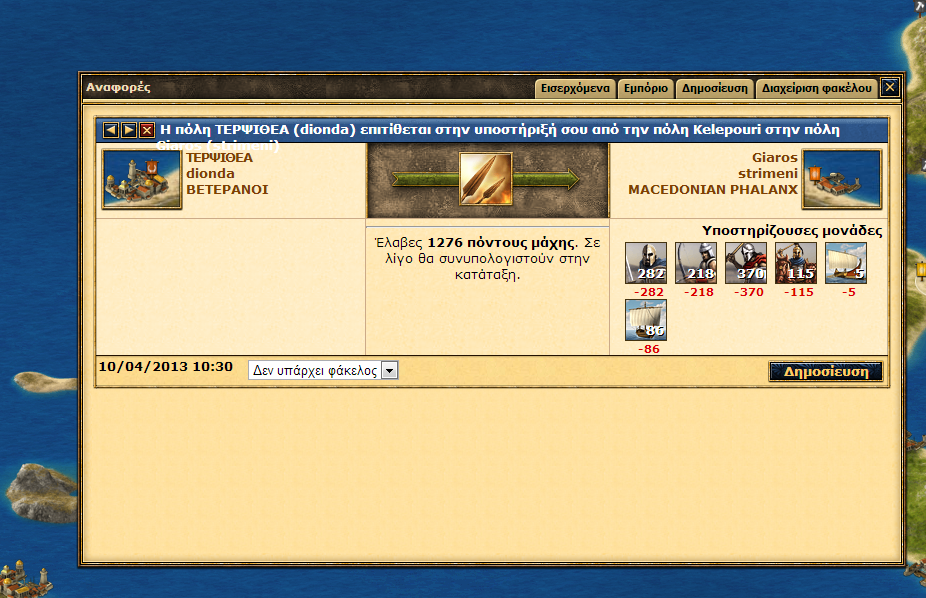 Αναφορές
Εισερχόμενα Εμπόριο Δημοσίευση Διαχείριση φακέλου
Η πόλη ΤΕΡΨΙΘΕΑ (dionda) επιτίθεται στην υποστήριξή σου από την πόλη Kelepouri στην πόλη
Giaros (strimeni)
ΤΕΡΨΙΘΕΑ
dionda
ΒΕΤΕΡΑΝΟΙ
Giaros
strimeni
MACEDONIAN PHALANX
Έλαβες 1276 πόντους μάχης. Σε
λίγο θα συνυπολογιστούν στην
κατάταξη.
Υποστηρίζουσες μονάδες
282 218 370 115 5
-282 -218 -370 -115 -5
86
-86
10/04/2013 10:30 Δεν υπάρχει φάκελος Δημοσίευση